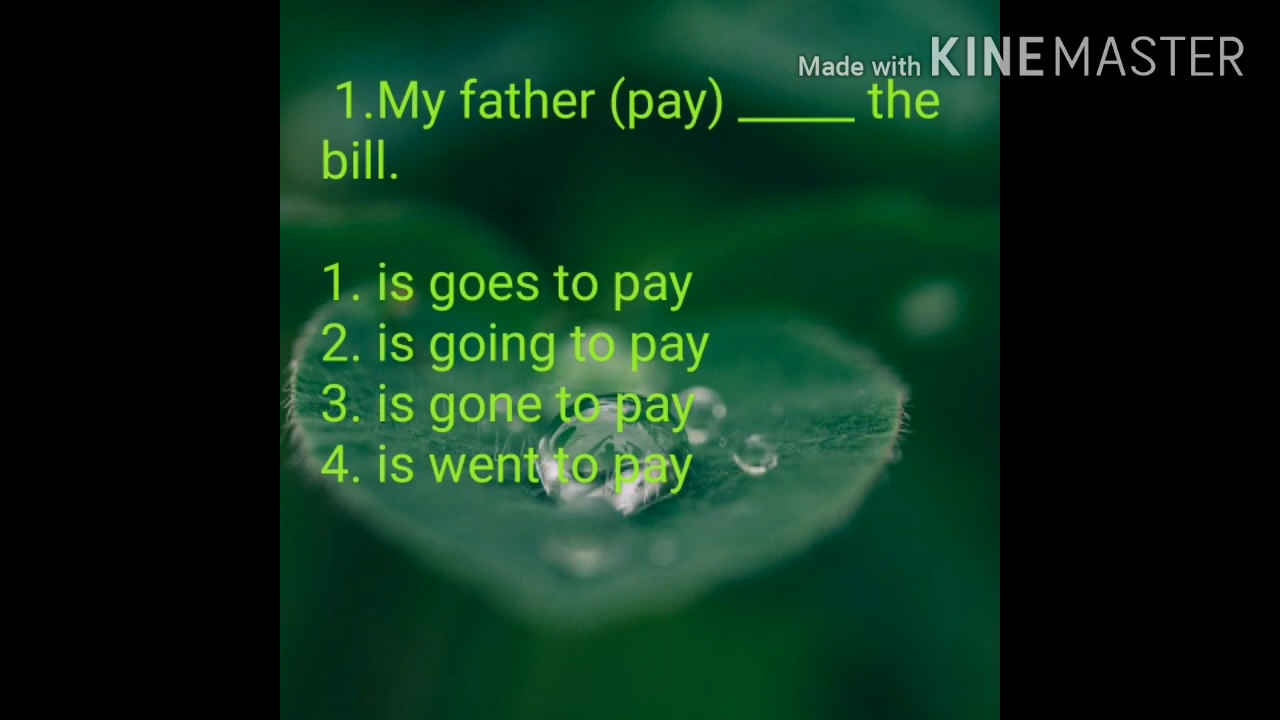 Made with KINEMASTER
1.My father (pay) _____ the
bill.
1. is goes to pay
2. is going to pay
3. is gone to pay
4. is went to pay